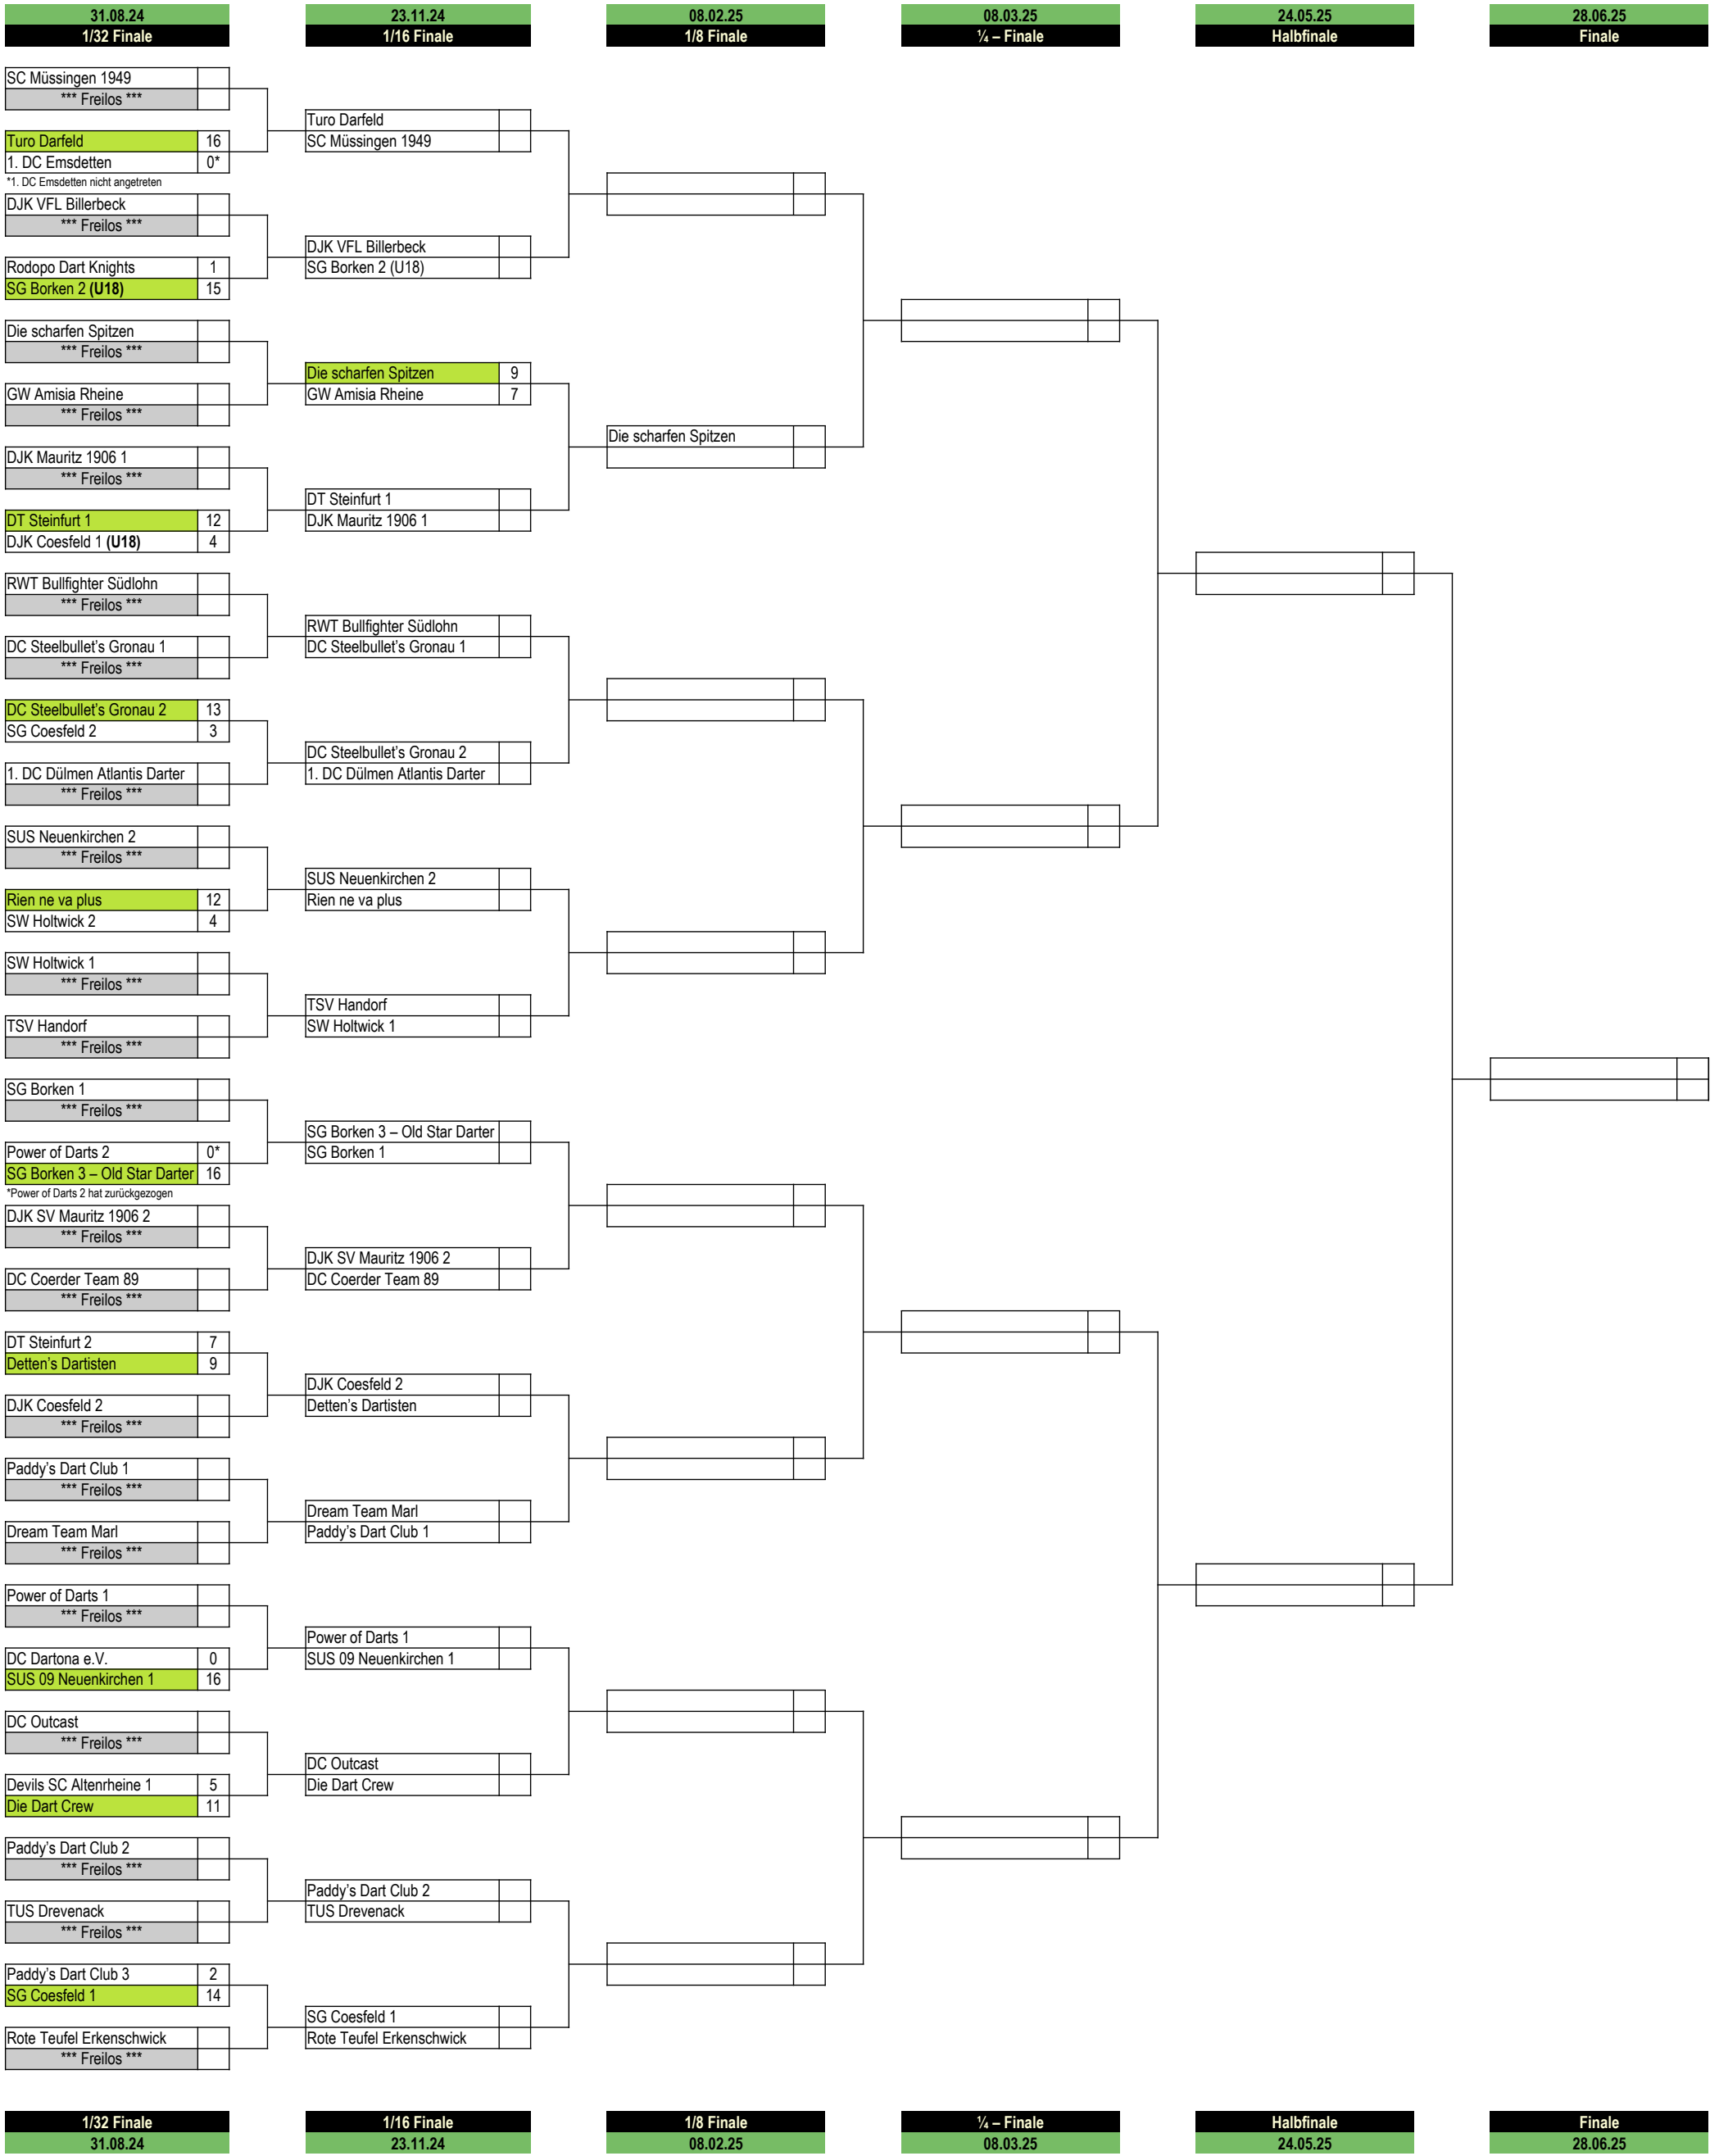 31.08.24
1/32 Finale
23.11.24
1/16 Finale
08.02.25
1/8 Finale
08.03.25
¼ – Finale
24.05.25
Halbfinale
28.06.25
Finale
SC Müssingen 1949
*** Freilos ***
Turo Darfeld 16
1. DC Emsdetten 0*
*1. DC Emsdetten nicht angetreten
DJK VFL Billerbeck
*** Freilos ***
Rodopo Dart Knights 1
SG Borken 2 (U18) 15
Die scharfen Spitzen
*** Freilos ***
GW Amisia Rheine
*** Freilos ***
DJK Mauritz 1906 1
*** Freilos ***
DT Steinfurt 1 12
DJK Coesfeld 1 (U18) 4
RWT Bullfighter Südlohn
*** Freilos ***
DC Steelbullet's Gronau 1
*** Freilos ***
DC Steelbullet's Gronau 2 13
SG Coesfeld 2 3
1. DC Dülmen Atlantis Darter
*** Freilos ***
SUS Neuenkirchen 2
*** Freilos ***
Rien ne va plus 12
SW Holtwick 2 4
SW Holtwick 1
*** Freilos ***
TSV Handorf
*** Freilos ***
SG Borken 1
*** Freilos ***
Power of Darts 2 0*
SG Borken 3 – Old Star Darter 16
*Power of Darts 2 hat zurückgezogen
DJK SV Mauritz 1906 2
*** Freilos ***
DC Coerder Team 89
*** Freilos ***
DT Steinfurt 2 7
Detten's Dartisten 9
DJK Coesfeld 2
*** Freilos ***
Paddy's Dart Club 1
*** Freilos ***
Dream Team Marl
*** Freilos ***
Power of Darts 1
*** Freilos ***
DC Dartona e.V. 0
SUS 09 Neuenkirchen 1 16
DC Outcast
*** Freilos ***
Devils SC Altenrheine 1 5
Die Dart Crew 11
Paddy's Dart Club 2
*** Freilos ***
TUS Drevenack
*** Freilos ***
Paddy's Dart Club 3 2
SG Coesfeld 1 14
Rote Teufel Erkenschwick
*** Freilos ***
Turo Darfeld
SC Müssingen 1949
DJK VFL Billerbeck
SG Borken 2 (U18)
Die scharfen Spitzen 9
GW Amisia Rheine 7
DT Steinfurt 1
DJK Mauritz 1906 1
RWT Bullfighter Südlohn
DC Steelbullet's Gronau 1
DC Steelbullet's Gronau 2
1. DC Dülmen Atlantis Darter
SUS Neuenkirchen 2
Rien ne va plus
TSV Handorf
SW Holtwick 1
SG Borken 3 – Old Star Darter
SG Borken 1
DJK SV Mauritz 1906 2
DC Coerder Team 89
DJK Coesfeld 2
Detten's Dartisten
Dream Team Marl
Paddy's Dart Club 1
Power of Darts 1
SUS 09 Neuenkirchen 1
DC Outcast
Die Dart Crew
Paddy's Dart Club 2
TUS Drevenack
SG Coesfeld 1
Rote Teufel Erkenschwick
Die scharfen Spitzen
1/32 Finale
31.08.24
1/16 Finale
23.11.24
1/8 Finale
08.02.25
¼ – Finale
08.03.25
Halbfinale
24.05.25
Finale
28.06.25